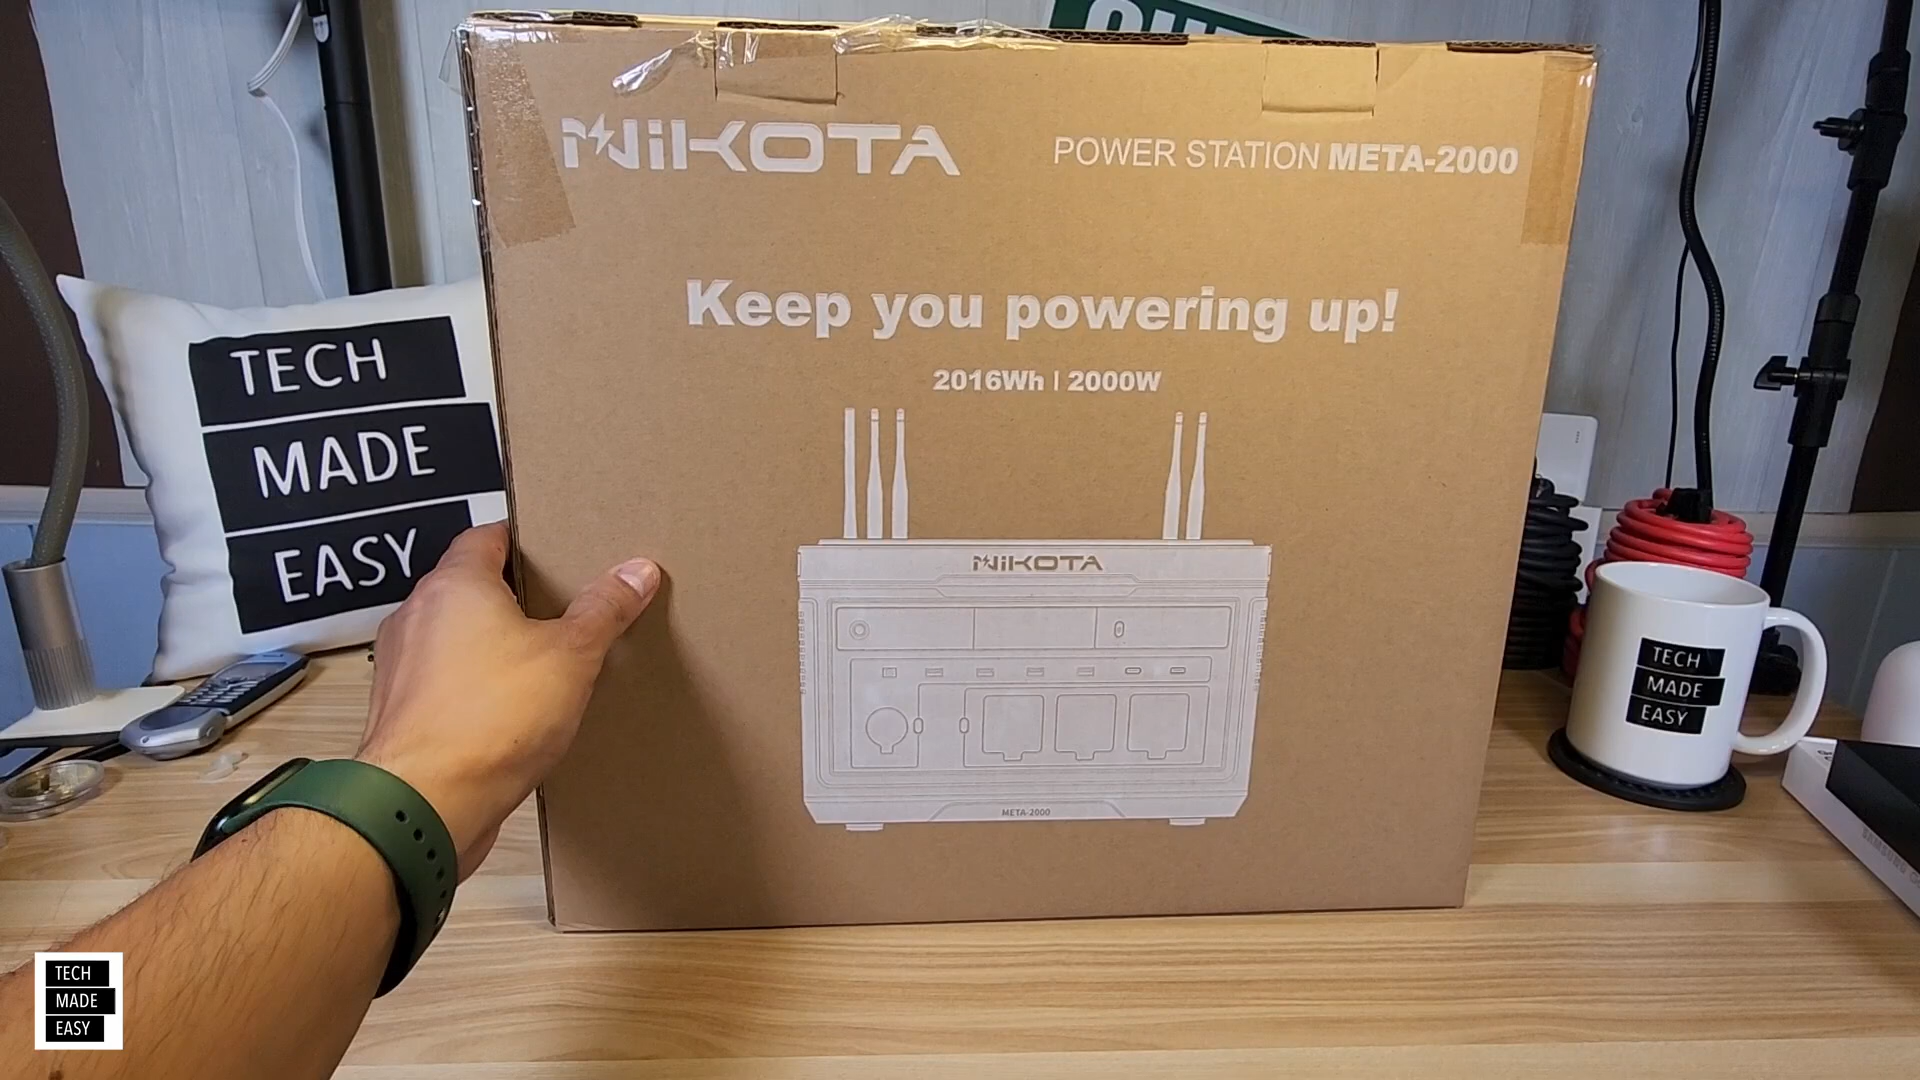 NiKOTA
POWER STATION META-2000
Keep you powering up!
2016Wh | 2000W
NiKOTA
META-2000
TECH
MADE
EASY
TECH
MADE
EASY
TECH
MADE
EASY
SAMSUNG